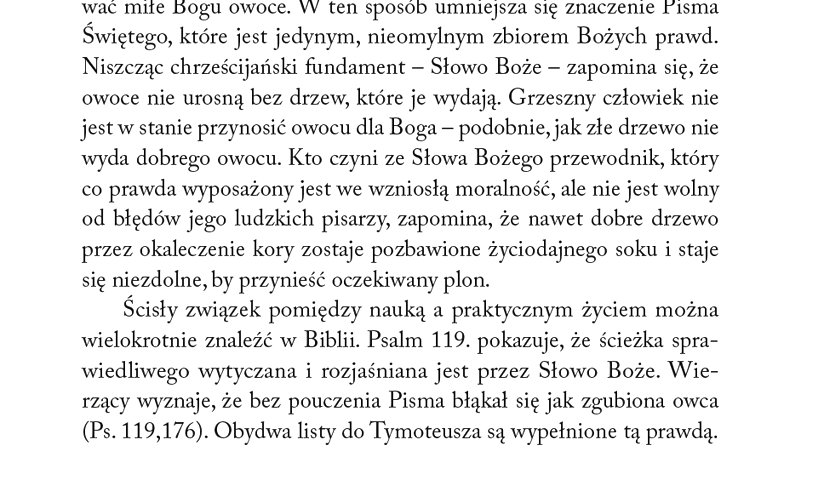 wać miłe Bogu owoce. W ten sposób umniejsza się znaczenie Pisma
Świętego, które jest jedynym, nieomylnym zbiorem Bożych prawd.
Niszcząc chrześcijański fundament – Słowo Boże – zapomina się, że
owoce nie urosną bez drzew, które je wydają. Grzeszny człowiek nie
jest w stanie przynosić owocu dla Boga – podobnie, jak złe drzewo nie
wyda dobrego owocu. Kto czyni ze Słowa Bożego przewodnik, który
co prawda wyposażony jest we wzniosłą moralność, ale nie jest wolny
od błędów jego ludzkich pisarzy, zapomina, że nawet dobre drzewo
przez okaleczenie kory zostaje pozbawione życiodajnego soku i staje
się niezdolne, by przynieść oczekiwany plon.
Ścisły związek pomiędzy nauką a praktycznym życiem można
wielokrotnie znaleźć w Biblii. Psalm 119. pokazuje, że ścieżka spra-
wiedliwego wytyczana i rozjaśniana jest przez Słowo Boże. Wie-
rzący wyznaje, że bez pouczenia Pisma błąkał się jak zgubiona owca
(Ps. 119,176). Obydwa listy do Tymoteusza są wypełnione tą prawdą.